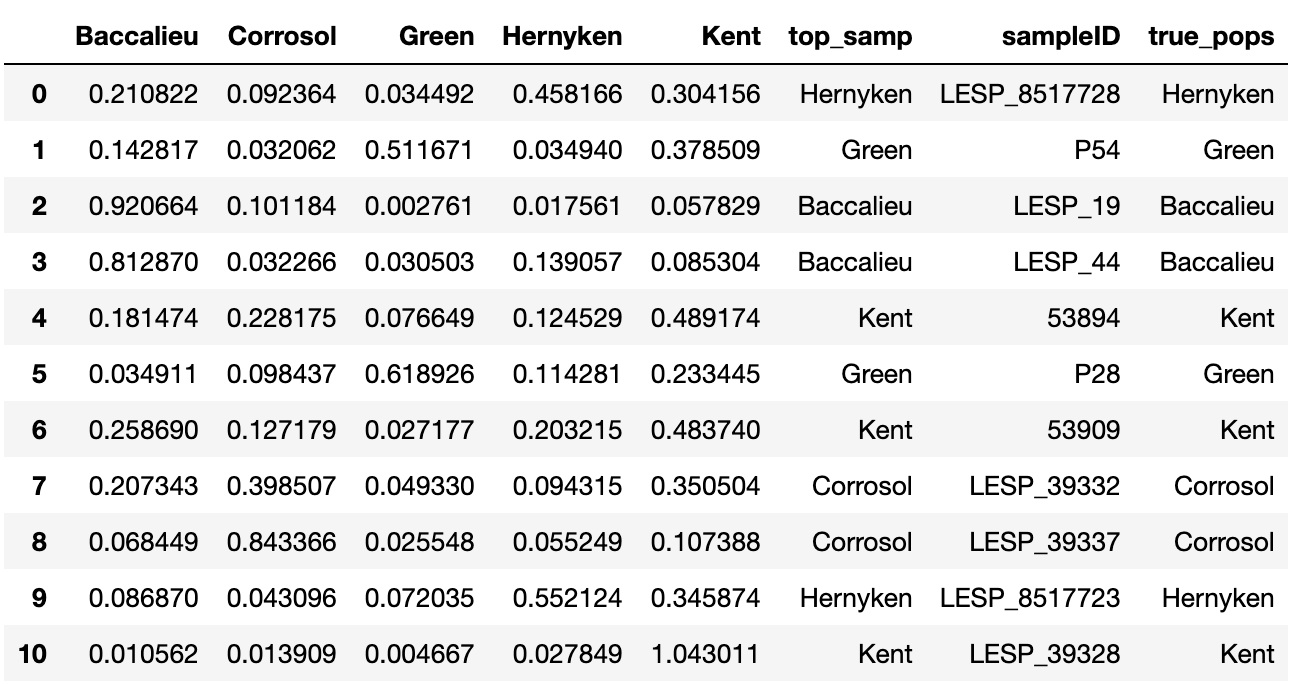 Baccalieu Corrosol Green Hernyken Kent top_samp sampleID true_pops
0 0.210822 0.092364 0.034492 0.458166 0.304156 Hernyken LESP_8517728 Hernyken
1 0.142817 0.032062 0.511671 0.034940 0.378509 Green P54 Green
2 0.920664 0.101184 0.002761 0.017561 0.057829 Baccalieu LESP_19 Baccalieu
3 0.812870 0.032266 0.030503 0.139057 0.085304 Baccalieu LESP_44 Baccalieu
4 0.181474 0.228175 0.076649 0.124529 0.489174 Kent 53894 Kent
5 0.034911 0.098437 0.618926 0.114281 0.233445 Green P28 Green
6 0.258690 0.127179 0.027177 0.203215 0.483740 Kent 53909 Kent
7 0.207343 0.398507 0.049330 0.094315 0.350504 Corrosol LESP_39332 Corrosol
8 0.068449 0.843366 0.025548 0.055249 0.107388 Corrosol LESP_39337 Corrosol
9 0.086870 0.043096 0.072035 0.552124 0.345874 Hernyken LESP_8517723 Hernyken
10 0.010562 0.013909 0.004667 0.027849 1.043011 Kent LESP_39328 Kent